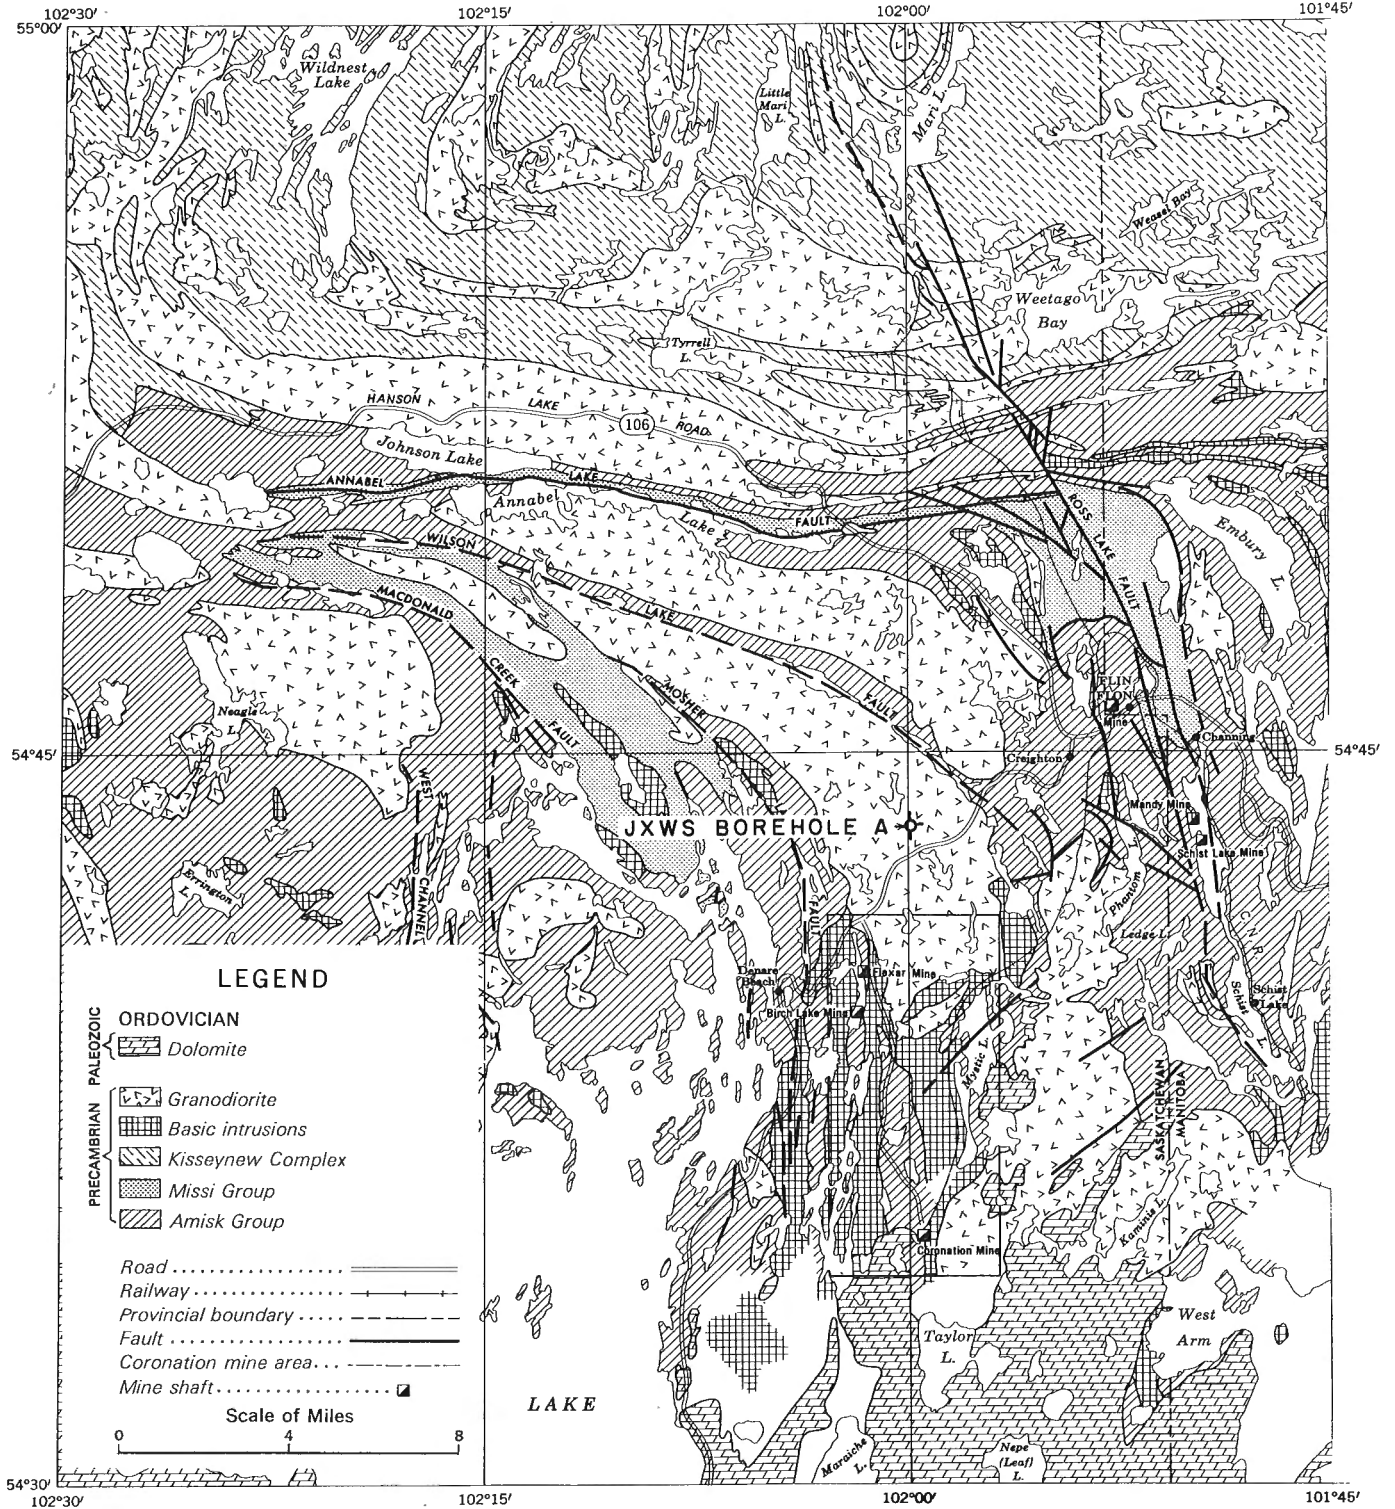 102°30′ 102°15′ 102°00′ 101°45′
55°00′
Wildnest
Lake
Little
Mari
L.
Mari L.
Weasel Bay
Weetago
Bay
Tyrrell
L.
HANSON LAKE ROAD
106
Johnson Lake
ANNABEL LAKE FAULT
Annabel Lake
ROSS LAKE FAULT
Embury L.
WILSON LAKE FAULT
MACDONALD CREEK FAULT
MOSHER FAULT
FLIN
FLON
Mine
Neagle
L.
Channing
54°45′ 54°45′
Creighton
WEST CHANNEL
Mandy Mine
JXWS BOREHOLE A
Schist Lake Mine
Errington
L.
Phantom L.
C.N.R.
Ledge L.
Denare
Beach
Flexar Mine
Birch Lake Mine
Schist L.
Schist
Lake
Mystic L.
SASKATCHEWAN
MANITOBA
Kaminis L.
Coronation Mine
West
Arm
Taylor
L.
LAKE
Maraiche
L.
Nepe
(Leaf)
L.
LEGEND
PALEOZOIC
ORDOVICIAN
Dolomite
PRECAMBRIAN
Granodiorite
Basic intrusions
Kisseynew Complex
Missi Group
Amisk Group
Road
Railway
Provincial boundary
Fault
Coronation mine area
Mine shaft
Scale of Miles
0 4 8
54°30′
102°30′ 102°15′ 102°00′ 101°45′